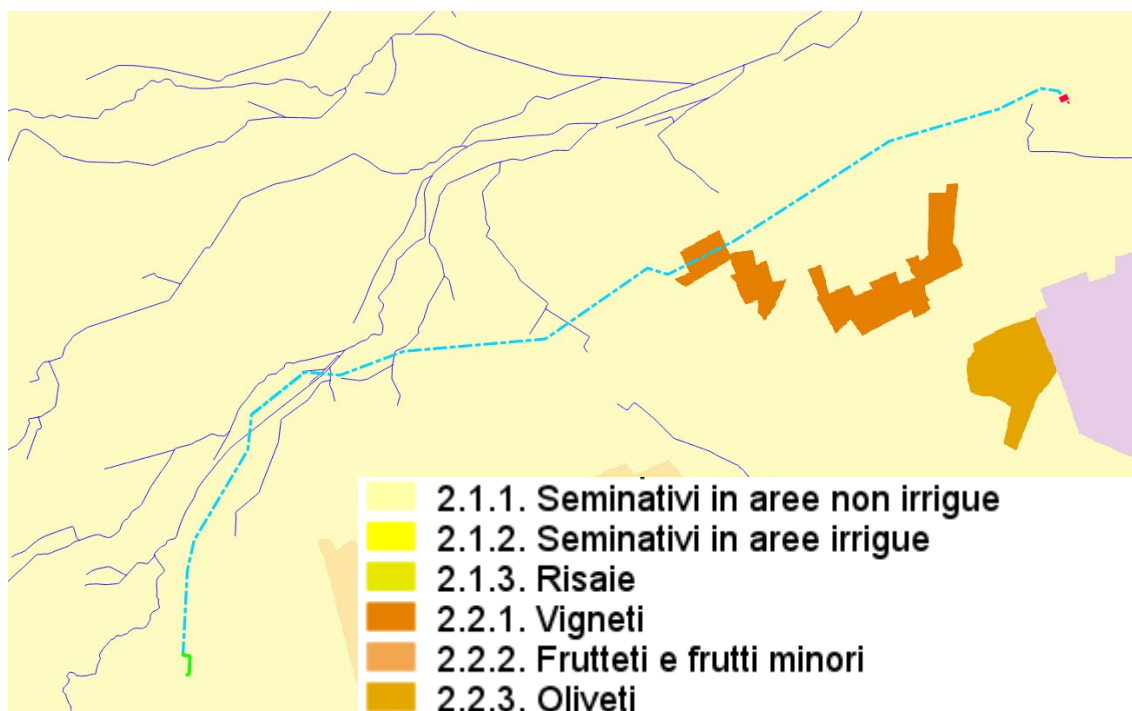 2.1.1. Seminativi in aree non irrigue
2.1.2. Seminativi in aree irrigue
2.1.3. Risaie
2.2.1. Vigneti
2.2.2. Frutteti e frutti minori
2.2.3. Oliveti